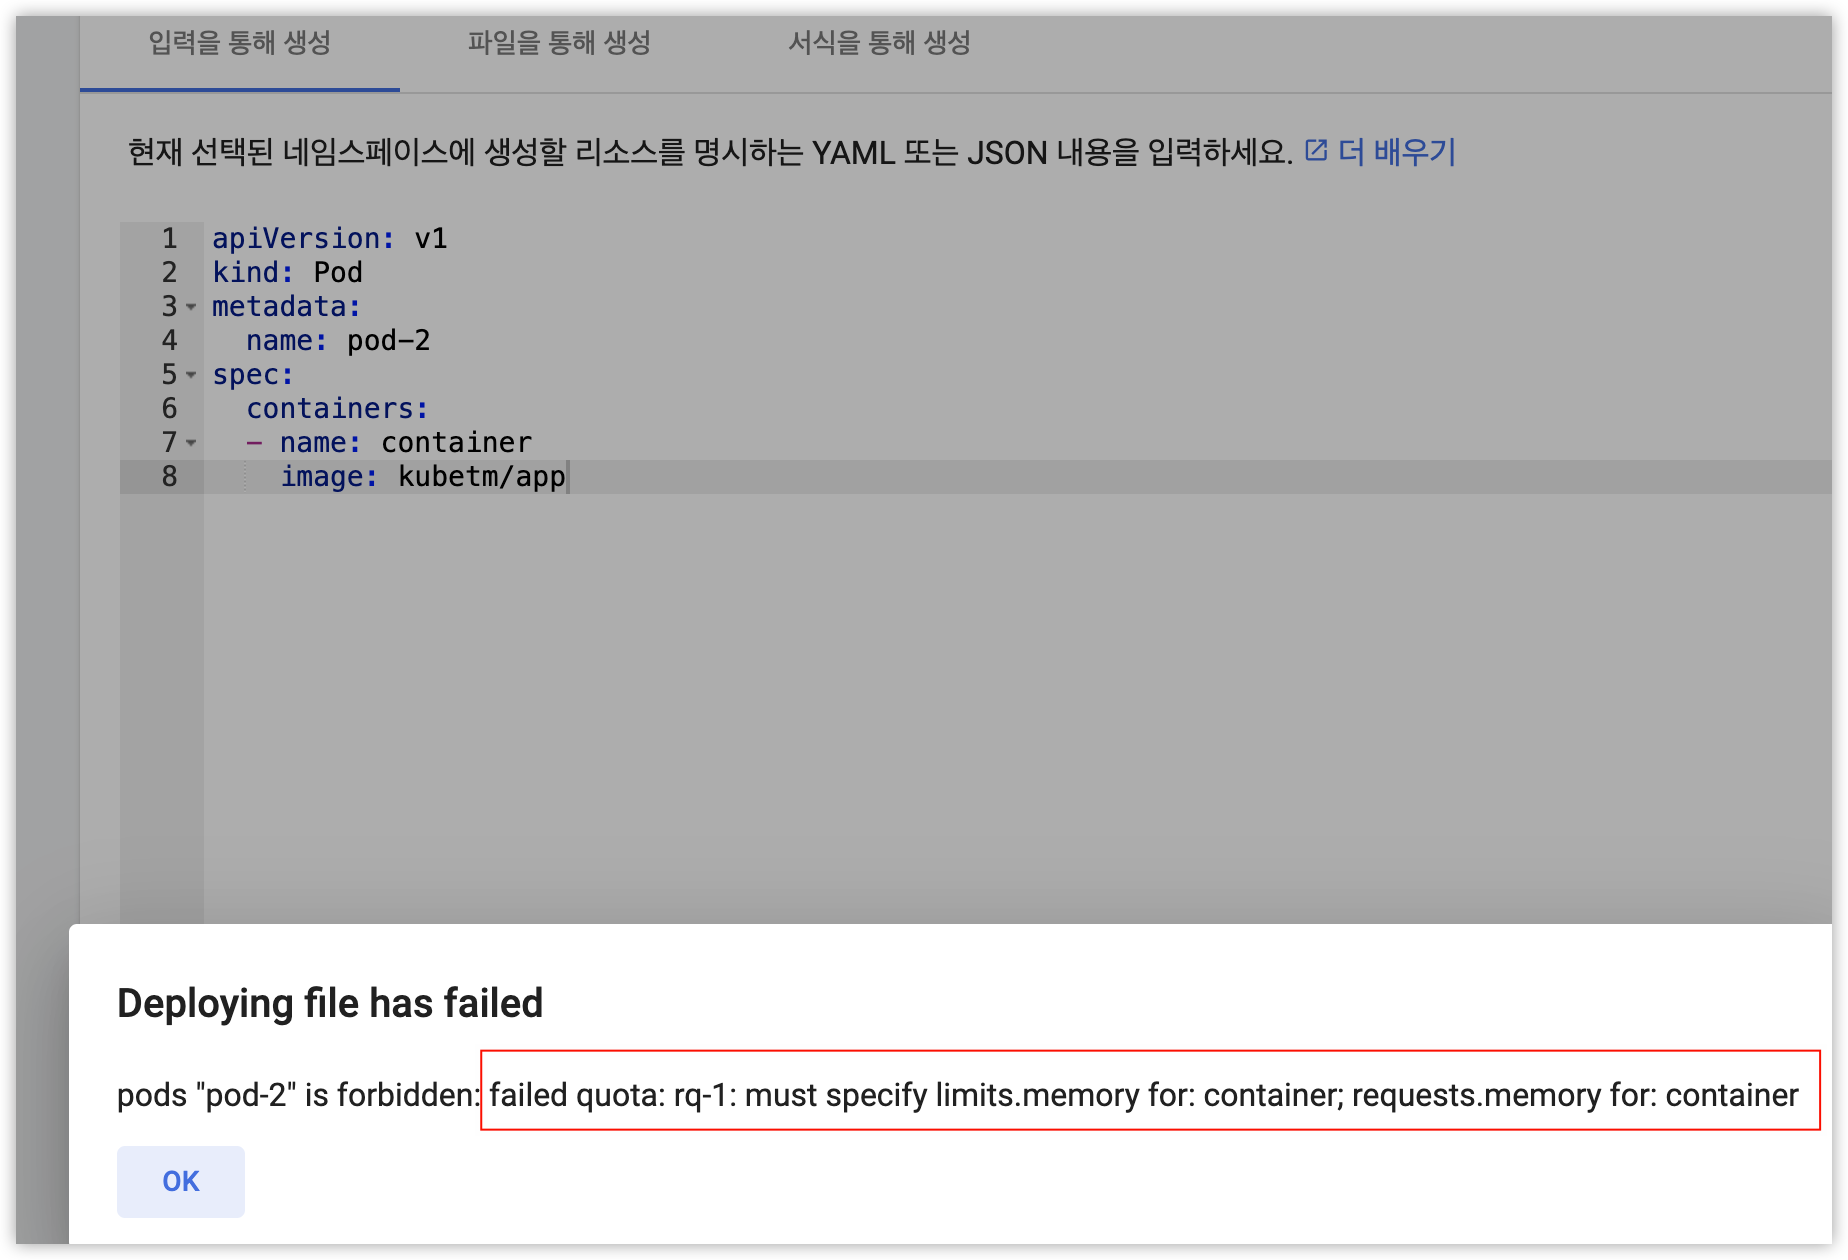 입력을 통해 생성
파일을 통해 생성
서식을 통해 생성
현재 선택된 네임스페이스에 생성할 리소스를 명시하는 YAML 또는 JSON 내용을 입력하세요. 더 배우기
1 apiVersion: v1
2 kind: Pod
3 metadata:
4   name: pod-2
5 spec:
6   containers:
7   - name: container
8     image: kubetm/app
Deploying file has failed
pods "pod-2" is forbidden: failed quota: rq-1: must specify limits.memory for: container; requests.memory for: container
OK